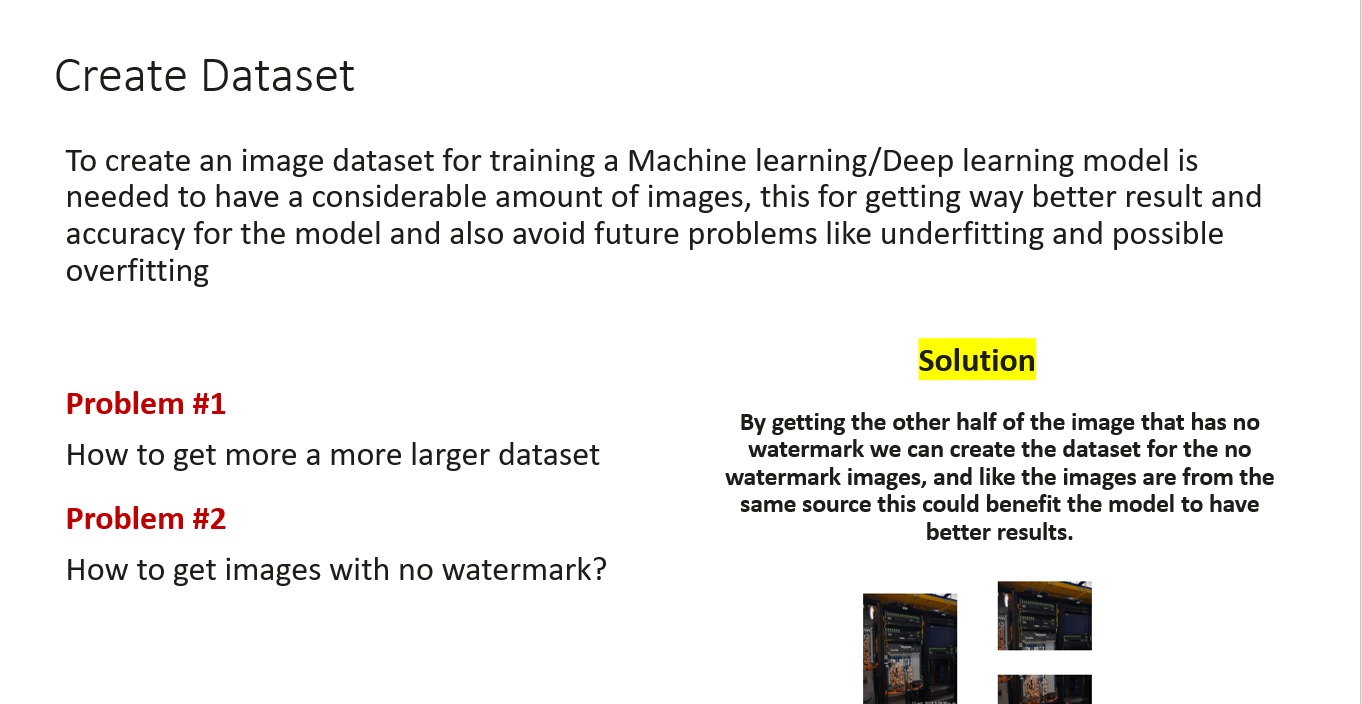 Create Dataset
To create an image dataset for training a Machine learning/Deep learning model is
needed to have a considerable amount of images, this for getting way better result and
accuracy for the model and also avoid future problems like underfitting and possible
overfitting
Problem #1
How to get more a more larger dataset
Problem #2
How to get images with no watermark?
Solution
By getting the other half of the image that has no
watermark we can create the dataset for the no
watermark images, and like the images are from the
same source this could benefit the model to have
better results.